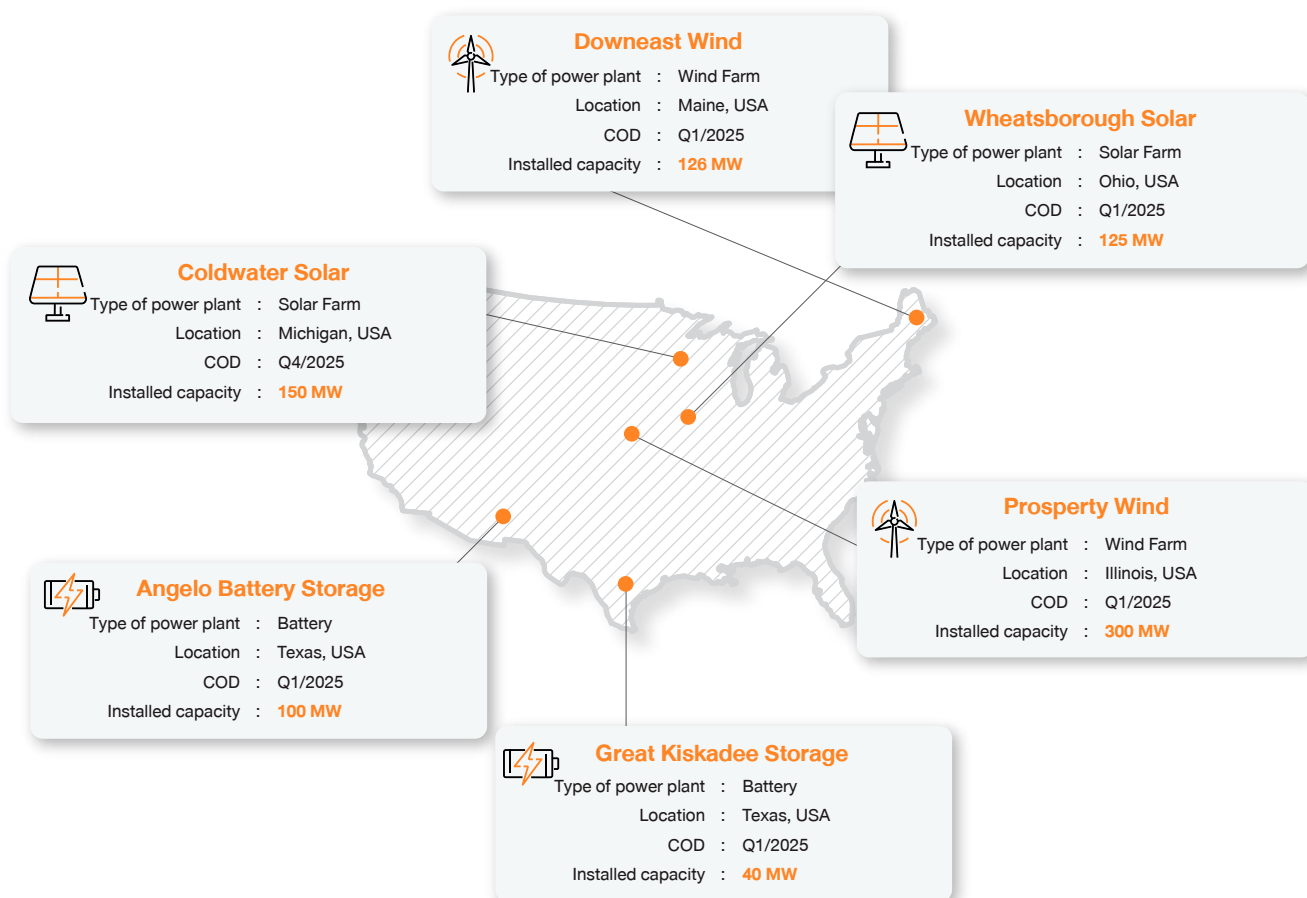 Downeast Wind
Type of power plant : Wind Farm
Location : Maine, USA
COD : Q1/2025
Installed capacity : 126 MW
Wheatsborough Solar
Type of power plant : Solar Farm
Location : Ohio, USA
COD : Q1/2025
Installed capacity : 125 MW
Coldwater Solar
Type of power plant : Solar Farm
Location : Michigan, USA
COD : Q4/2025
Installed capacity : 150 MW
Prosperty Wind
Type of power plant : Wind Farm
Location : Illinois, USA
COD : Q1/2025
Installed capacity : 300 MW
Angelo Battery Storage
Type of power plant : Battery
Location : Texas, USA
COD : Q1/2025
Installed capacity : 100 MW
Great Kiskadee Storage
Type of power plant : Battery
Location : Texas, USA
COD : Q1/2025
Installed capacity : 40 MW